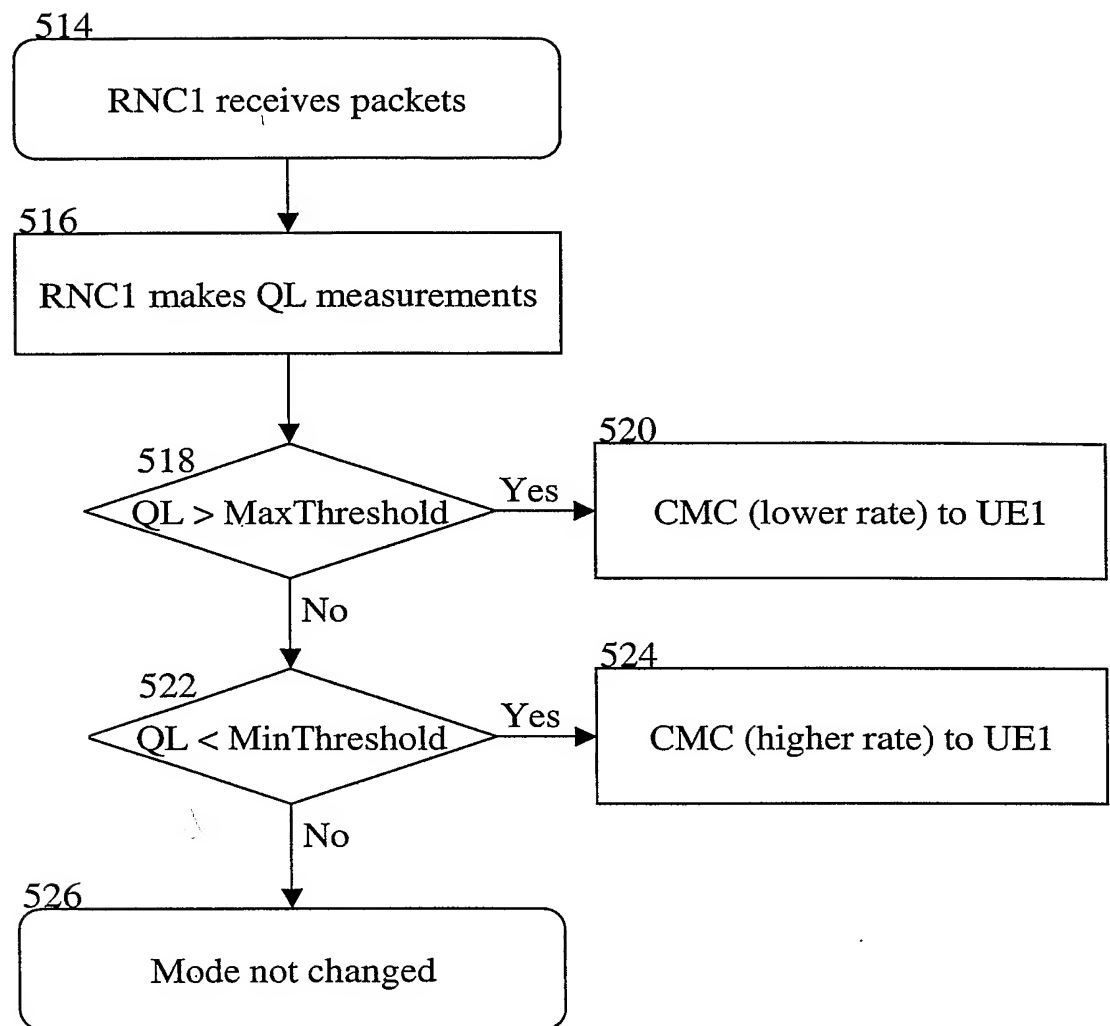 514
RNC1 receives packets
516
RNC1 makes QL measurements
518
QL > MaxThreshold
Yes
520
CMC (lower rate) to UE1
No
522
QL < MinThreshold
Yes
524
CMC (higher rate) to UE1
No
526
Mode not changed